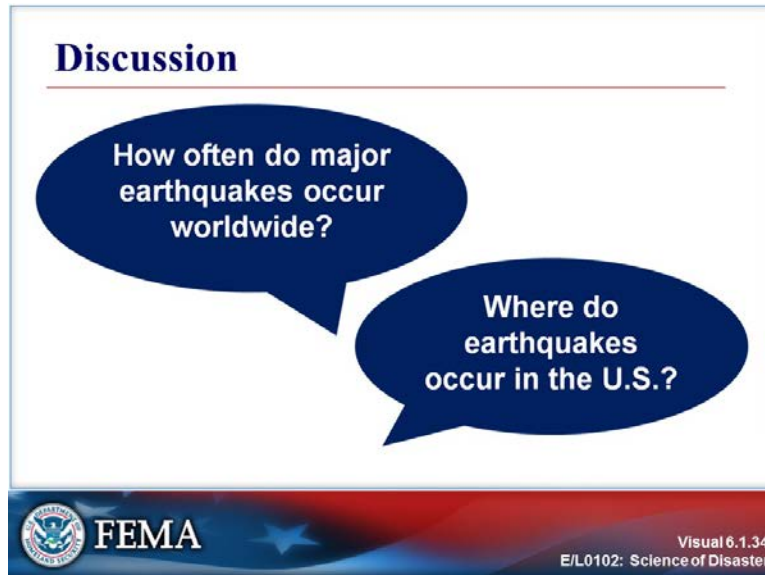 Discussion
How often do major
earthquakes occur
worldwide?
Where do
earthquakes
occur in the U.S.?
FEMA
Visual 6.1.34
E/L0102: Science of Disaster